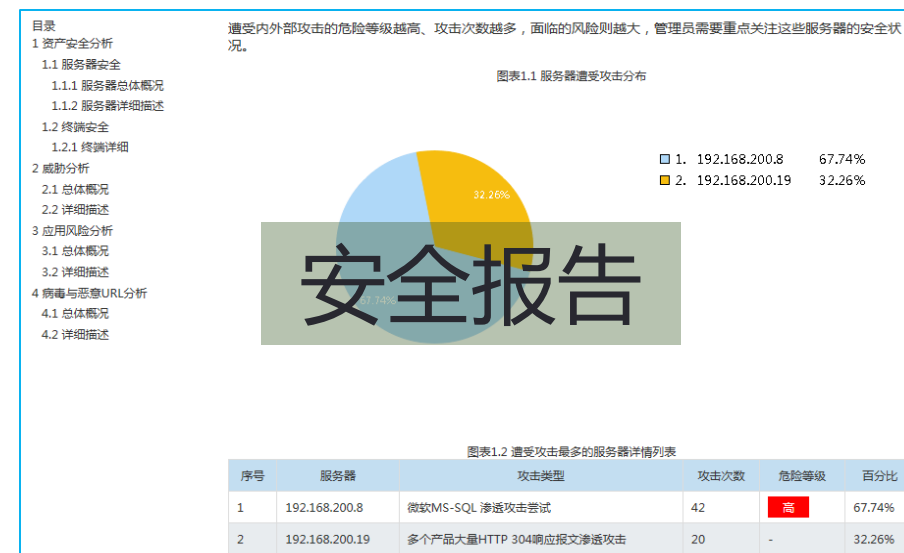 目录
1 资产安全分析
1.1 服务器安全
1.1.1 服务器总体概况
1.1.2 服务器详细描述
1.2 终端安全
1.2.1 终端详细
2 威胁分析
2.1 总体概况
2.2 详细描述
3 应用风险分析
3.1 总体概况
3.2 详细描述
4 病毒与恶意URL分析
4.1 总体概况
4.2 详细描述
遭受内外部攻击的危险等级越高、攻击次数越多，面临的风险则越大，管理员需要重点关注这些服务器的安全状
况。
图表1.1 服务器遭受攻击分布
32.26%
67.74%
1. 192.168.200.8 67.74%
2. 192.168.200.19 32.26%
安全报告
图表1.2 遭受攻击最多的服务器详情列表
序号 服务器 攻击类型 攻击次数 危险等级 百分比
1 192.168.200.8 微软MS-SQL 渗透攻击尝试 42 高 67.74%
2 192.168.200.19 多个产品大量HTTP 304响应报文渗透攻击 20 - 32.26%